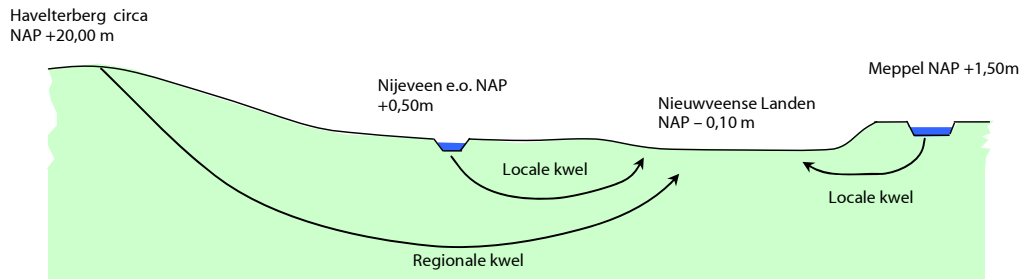 Havelterberg circa
NAP +20,00 m
Meppel NAP +1,50m
Nijeveen e.o. NAP
+0,50m
Nieuwveense Landen
NAP – 0,10 m
Locale kwel
Locale kwel
Regionale kwel